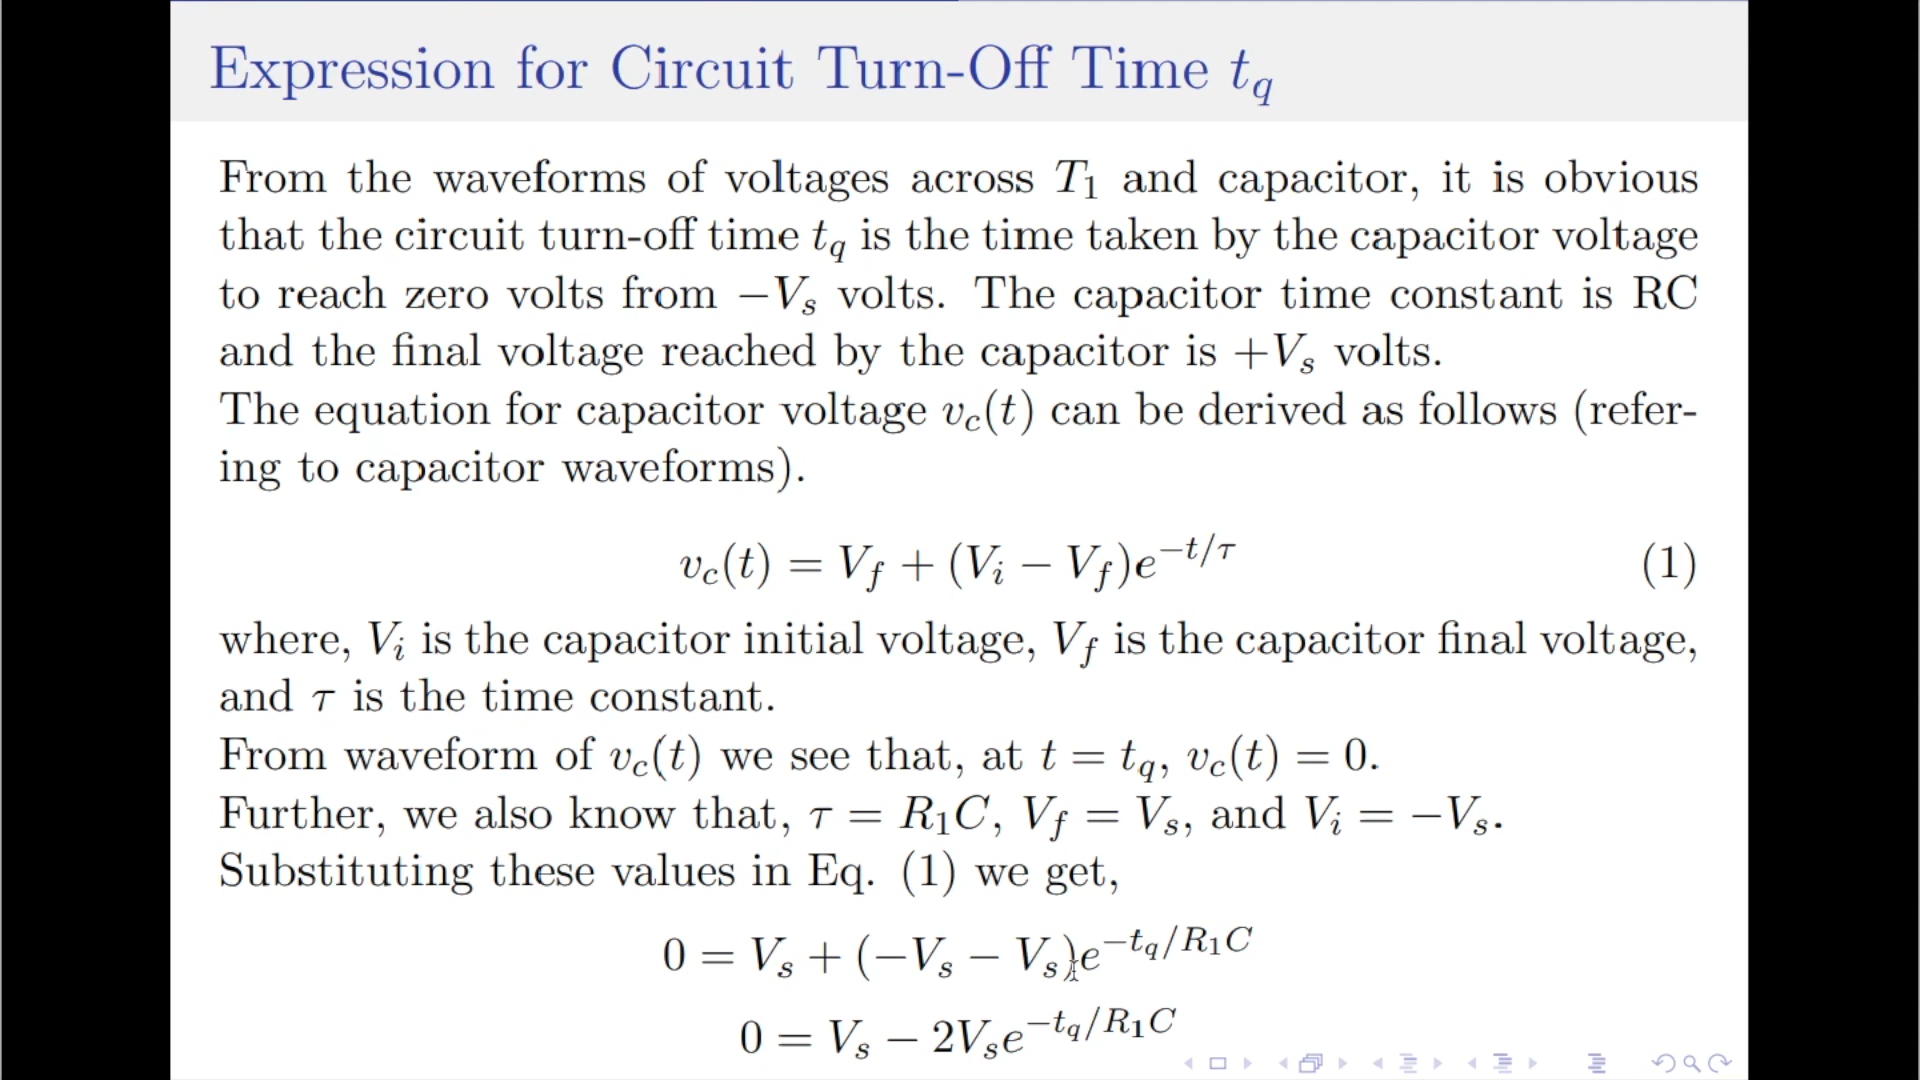 Expression for Circuit Turn-Off Time t_q
From the waveforms of voltages across T_1 and capacitor, it is obvious
that the circuit turn-off time t_q is the time taken by the capacitor voltage
to reach zero volts from −V_s volts. The capacitor time constant is RC
and the final voltage reached by the capacitor is +V_s volts.
The equation for capacitor voltage v_c(t) can be derived as follows (refer-
ing to capacitor waveforms).
v_c(t) = V_f + (V_i − V_f)e^{−t/τ} (1)
where, V_i is the capacitor initial voltage, V_f is the capacitor final voltage,
and τ is the time constant.
From waveform of v_c(t) we see that, at t = t_q, v_c(t) = 0.
Further, we also know that, τ = R_1C, V_f = V_s, and V_i = −V_s.
Substituting these values in Eq. (1) we get,
0 = V_s + (−V_s − V_s)e^{−t_q/R_1C}
0 = V_s − 2V_se^{−t_q/R_1C}